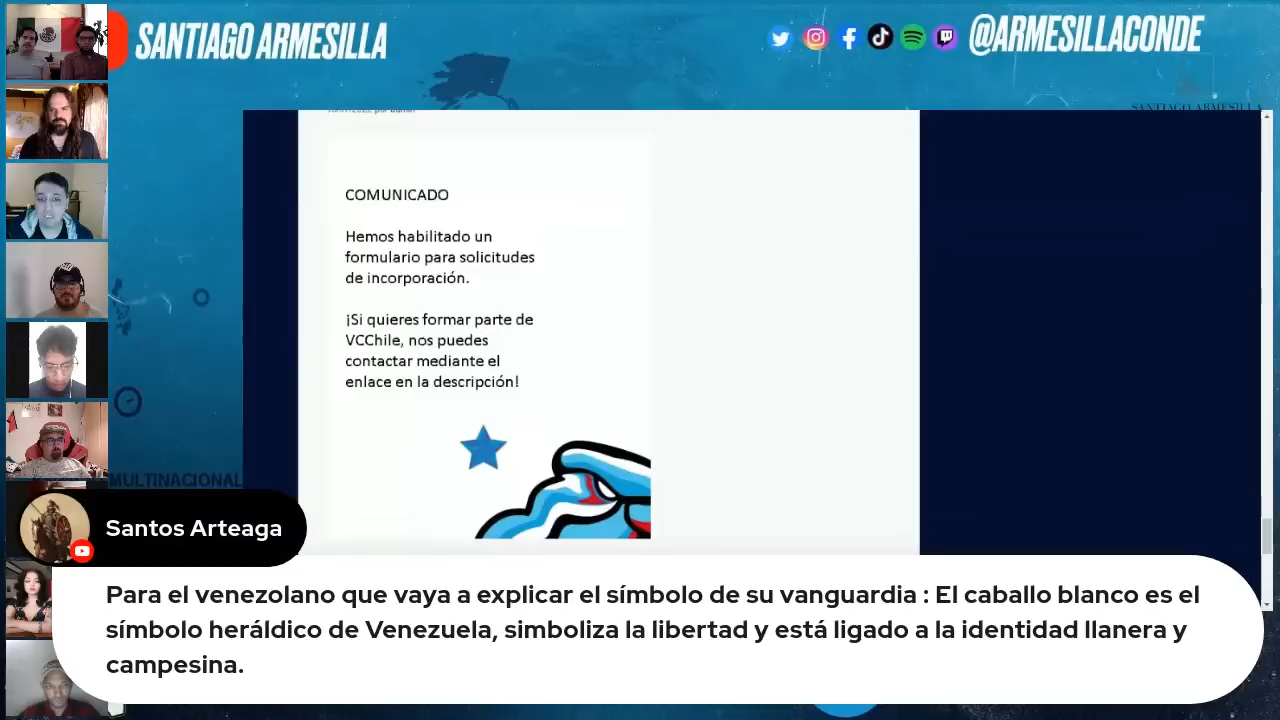 SANTIAGO ARMESILLA
@ARMESILLACONDE
SANTIAGO ARMESILLA
COMUNICADO
Hemos habilitado un
formulario para solicitudes
de incorporación.
¡Si quieres formar parte de
VCChile, nos puedes
contactar mediante el
enlace en la descripción!
MULTINACIONAL
Santos Arteaga
Para el venezolano que vaya a explicar el símbolo de su vanguardia : El caballo blanco es el
símbolo heráldico de Venezuela, simboliza la libertad y está ligado a la identidad llanera y
campesina.